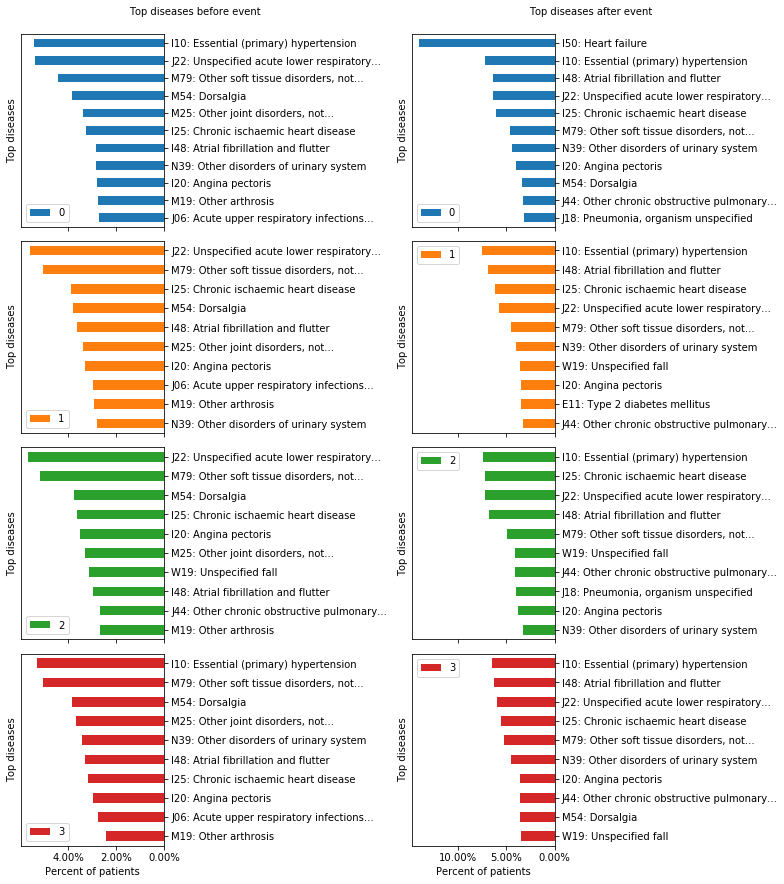 Top diseases before event
Top diseases
I10: Essential (primary) hypertension
J22: Unspecified acute lower respiratory...
M79: Other soft tissue disorders, not...
M54: Dorsalgia
M25: Other joint disorders, not...
I25: Chronic ischaemic heart disease
I48: Atrial fibrillation and flutter
N39: Other disorders of urinary system
I20: Angina pectoris
M19: Other arthrosis
J06: Acute upper respiratory infections...
0
Top diseases
J22: Unspecified acute lower respiratory...
M79: Other soft tissue disorders, not...
I25: Chronic ischaemic heart disease
M54: Dorsalgia
I48: Atrial fibrillation and flutter
M25: Other joint disorders, not...
I20: Angina pectoris
J06: Acute upper respiratory infections...
M19: Other arthrosis
N39: Other disorders of urinary system
1
Top diseases
J22: Unspecified acute lower respiratory...
M79: Other soft tissue disorders, not...
M54: Dorsalgia
I25: Chronic ischaemic heart disease
I20: Angina pectoris
M25: Other joint disorders, not...
W19: Unspecified fall
I48: Atrial fibrillation and flutter
J44: Other chronic obstructive pulmonary...
M19: Other arthrosis
2
Top diseases
I10: Essential (primary) hypertension
M79: Other soft tissue disorders, not...
M54: Dorsalgia
M25: Other joint disorders, not...
N39: Other disorders of urinary system
I48: Atrial fibrillation and flutter
I25: Chronic ischaemic heart disease
I20: Angina pectoris
J06: Acute upper respiratory infections...
M19: Other arthrosis
3
4.00% 2.00% 0.00%
Percent of patients
Top diseases after event
Top diseases
I50: Heart failure
I10: Essential (primary) hypertension
I48: Atrial fibrillation and flutter
J22: Unspecified acute lower respiratory...
I25: Chronic ischaemic heart disease
M79: Other soft tissue disorders, not...
N39: Other disorders of urinary system
I20: Angina pectoris
M54: Dorsalgia
J44: Other chronic obstructive pulmonary...
J18: Pneumonia, organism unspecified
0
Top diseases
1
I10: Essential (primary) hypertension
I48: Atrial fibrillation and flutter
I25: Chronic ischaemic heart disease
J22: Unspecified acute lower respiratory...
M79: Other soft tissue disorders, not...
N39: Other disorders of urinary system
W19: Unspecified fall
I20: Angina pectoris
E11: Type 2 diabetes mellitus
J44: Other chronic obstructive pulmonary...
Top diseases
2
I10: Essential (primary) hypertension
I25: Chronic ischaemic heart disease
J22: Unspecified acute lower respiratory...
I48: Atrial fibrillation and flutter
M79: Other soft tissue disorders, not...
W19: Unspecified fall
J44: Other chronic obstructive pulmonary...
J18: Pneumonia, organism unspecified
I20: Angina pectoris
N39: Other disorders of urinary system
Top diseases
3
I10: Essential (primary) hypertension
I48: Atrial fibrillation and flutter
J22: Unspecified acute lower respiratory...
I25: Chronic ischaemic heart disease
M79: Other soft tissue disorders, not...
N39: Other disorders of urinary system
I20: Angina pectoris
J44: Other chronic obstructive pulmonary...
M54: Dorsalgia
W19: Unspecified fall
10.00% 5.00% 0.00%
Percent of patients